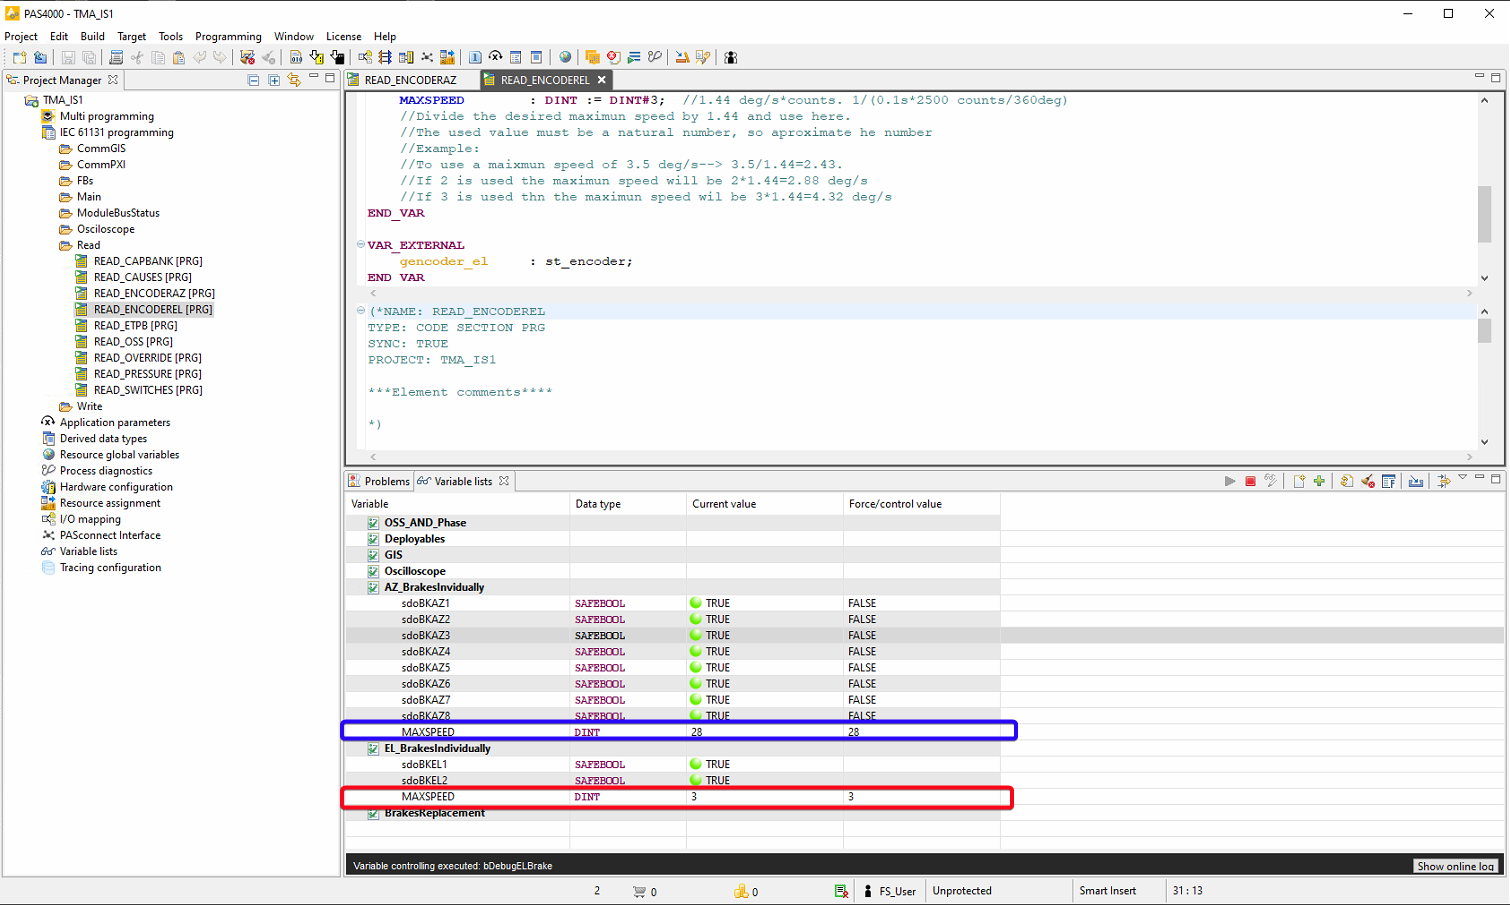 PAS4000 - TMA_IS1
Project Edit Build Target Tools Programming Window License Help
Project Manager
TMA_IS1
Multi programming
IEC 61131 programming
CommGIS
CommPXI
FBs
Main
ModuleBusStatus
Osciloscope
Read
READ_CAPBANK [PRG]
READ_CAUSES [PRG]
READ_ENCODERAZ [PRG]
READ_ENCODEREL [PRG]
READ_ETPB [PRG]
READ_OSS [PRG]
READ_OVERRIDE [PRG]
READ_PRESSURE [PRG]
READ_SWITCHES [PRG]
Write
Application parameters
Derived data types
Resource global variables
Process diagnostics
Hardware configuration
Resource assignment
I/O mapping
PASconnect Interface
Variable lists
Tracing configuration
READ_ENCODERAZ READ_ENCODEREL
MAXSPEED : DINT := DINT#3; //1.44 deg/s*counts. 1/(0.1s*2500 counts/360deg)
//Divide the desired maximun speed by 1.44 and use here.
//The used value must be a natural number, so aproximate he number
//Example:
//To use a maixmun speed of 3.5 deg/s--> 3.5/1.44=2.43.
//If 2 is used the maximun speed will be 2*1.44=2.88 deg/s
//If 3 is used thn the maximun speed wil be 3*1.44=4.32 deg/s
END_VAR
VAR_EXTERNAL
gencoder_el : st_encoder;
END_VAR
(*NAME: READ_ENCODEREL
TYPE: CODE SECTION PRG
SYNC: TRUE
PROJECT: TMA_IS1
***Element comments****
*)
Problems Variable lists
Variable Data type Current value Force/control value
OSS_AND_Phase
Deployables
GIS
Oscilloscope
AZ_BrakesInvidually
sdoBKAZ1 SAFEBOOL TRUE FALSE
sdoBKAZ2 SAFEBOOL TRUE FALSE
sdoBKAZ3 SAFEBOOL TRUE FALSE
sdoBKAZ4 SAFEBOOL TRUE FALSE
sdoBKAZ5 SAFEBOOL TRUE FALSE
sdoBKAZ6 SAFEBOOL TRUE FALSE
sdoBKAZ7 SAFEBOOL TRUE FALSE
sdoBKAZ8 SAFEBOOL TRUE FALSE
MAXSPEED DINT 28 28
EL_BrakesIndividually
sdoBKEL1 SAFEBOOL TRUE
sdoBKEL2 SAFEBOOL TRUE
MAXSPEED DINT 3 3
BrakesReplacement
Variable controlling executed: bDebugELBrake Show online log
2 0 0 FS_User Unprotected Smart Insert 31 : 13